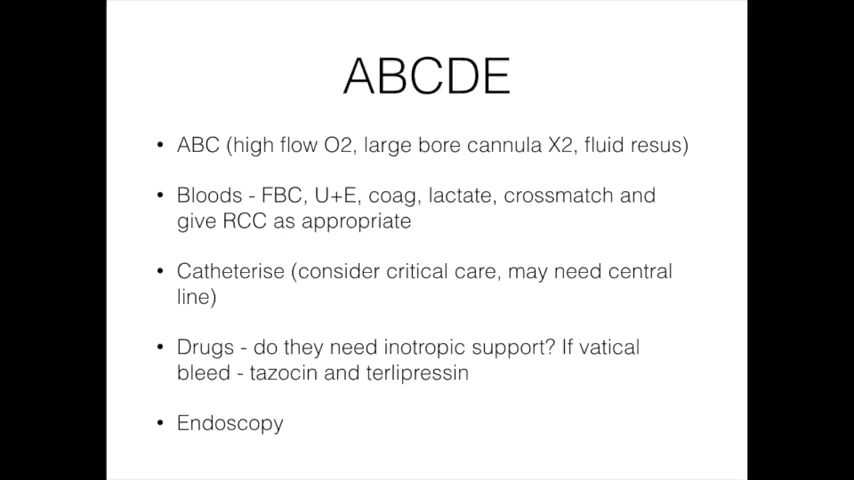 ABCDE
• ABC (high flow O2, large bore cannula X2, fluid resus)
• Bloods - FBC, U+E, coag, lactate, crossmatch and
give RCC as appropriate
• Catheterise (consider critical care, may need central
line)
• Drugs - do they need inotropic support? If vatical
bleed - tazocin and terlipressin
• Endoscopy